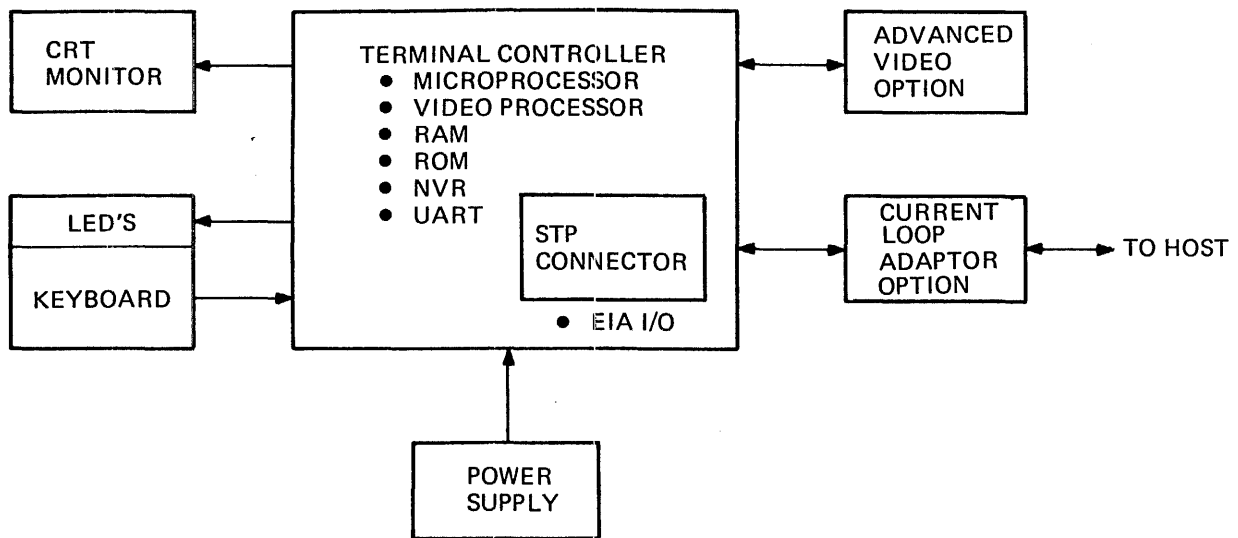 CRT
MONITOR
TERMINAL CONTROLLER
● MICROPROCESSOR
● VIDEO PROCESSOR
● RAM
● ROM
● NVR
● UART
ADVANCED
VIDEO
OPTION
LED'S
KEYBOARD
STP
CONNECTOR
● EIA I/O
CURRENT
LOOP
ADAPTOR
OPTION
TO HOST
POWER
SUPPLY